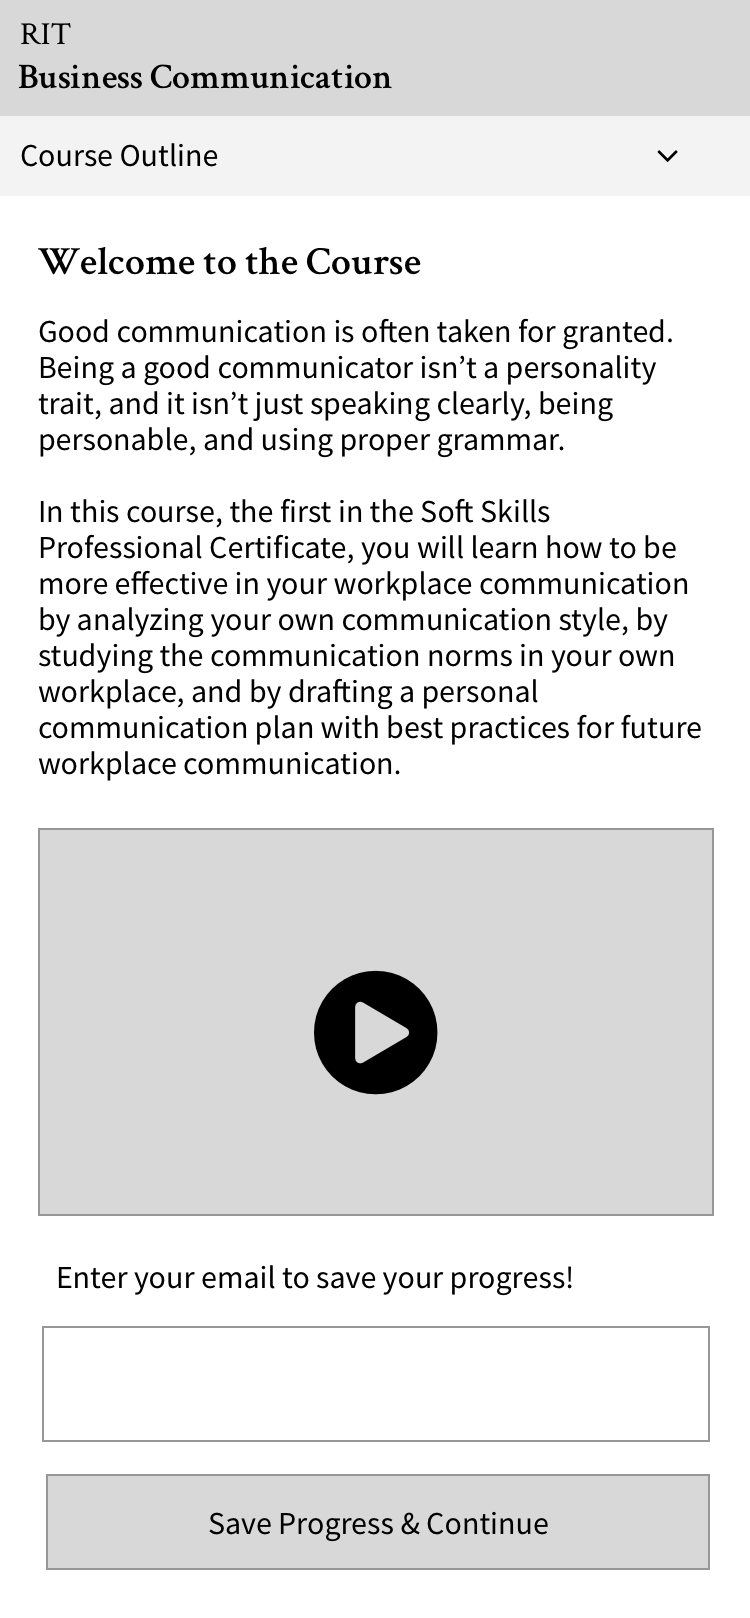 RIT
Business Communication
Course Outline
Welcome to the Course
Good communication is often taken for granted.
Being a good communicator isn’t a personality
trait, and it isn’t just speaking clearly, being
personable, and using proper grammar.
In this course, the first in the Soft Skills
Professional Certificate, you will learn how to be
more effective in your workplace communication
by analyzing your own communication style, by
studying the communication norms in your own
workplace, and by drafting a personal
communication plan with best practices for future
workplace communication.
Enter your email to save your progress!
Save Progress & Continue